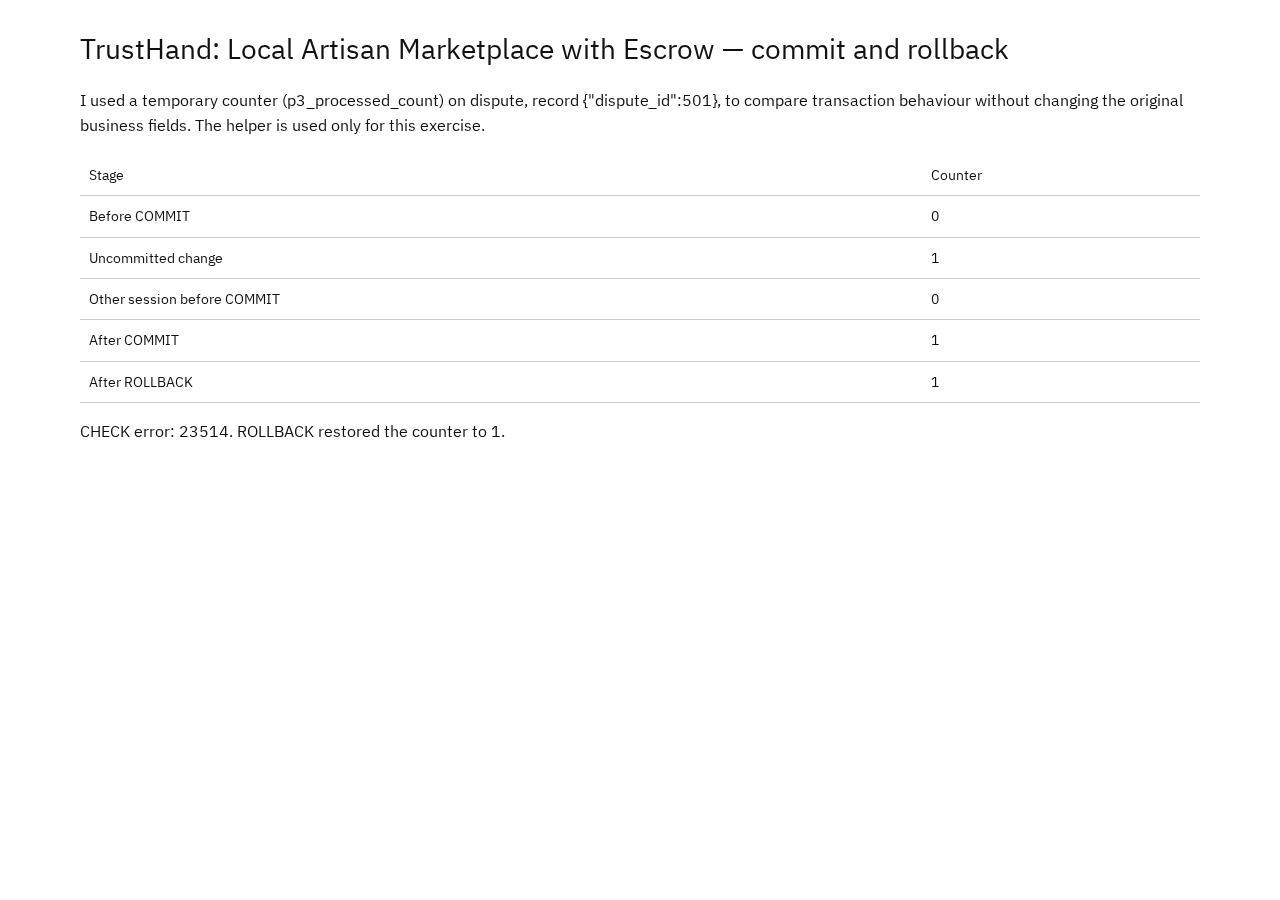 TrustHand: Local Artisan Marketplace with Escrow — commit and rollback
I used a temporary counter (p3_processed_count) on dispute, record {"dispute_id":501}, to compare transaction behaviour without changing the original
business fields. The helper is used only for this exercise.
Stage Counter
Before COMMIT 0
Uncommitted change 1
Other session before COMMIT 0
After COMMIT 1
After ROLLBACK 1
CHECK error: 23514. ROLLBACK restored the counter to 1.